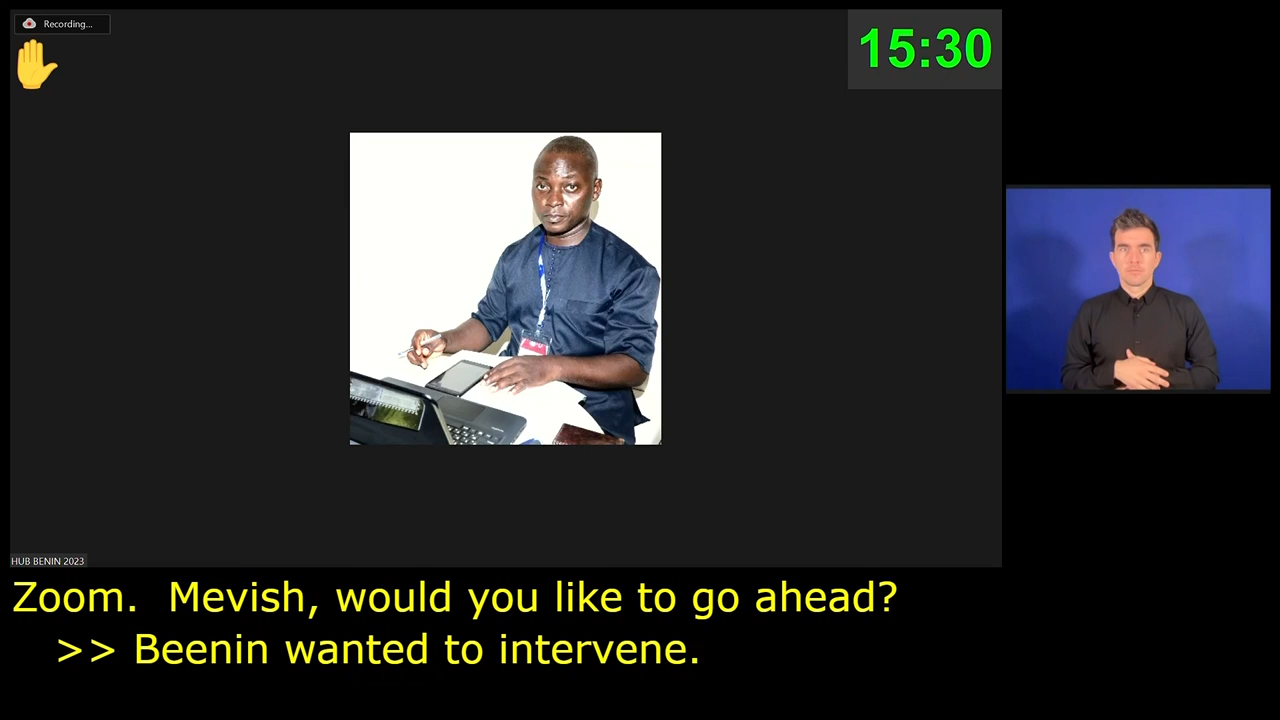 Recording...
15:30
HUB BENIN 2023
Zoom.  Mevish, would you like to go ahead?
>> Beenin wanted to intervene.